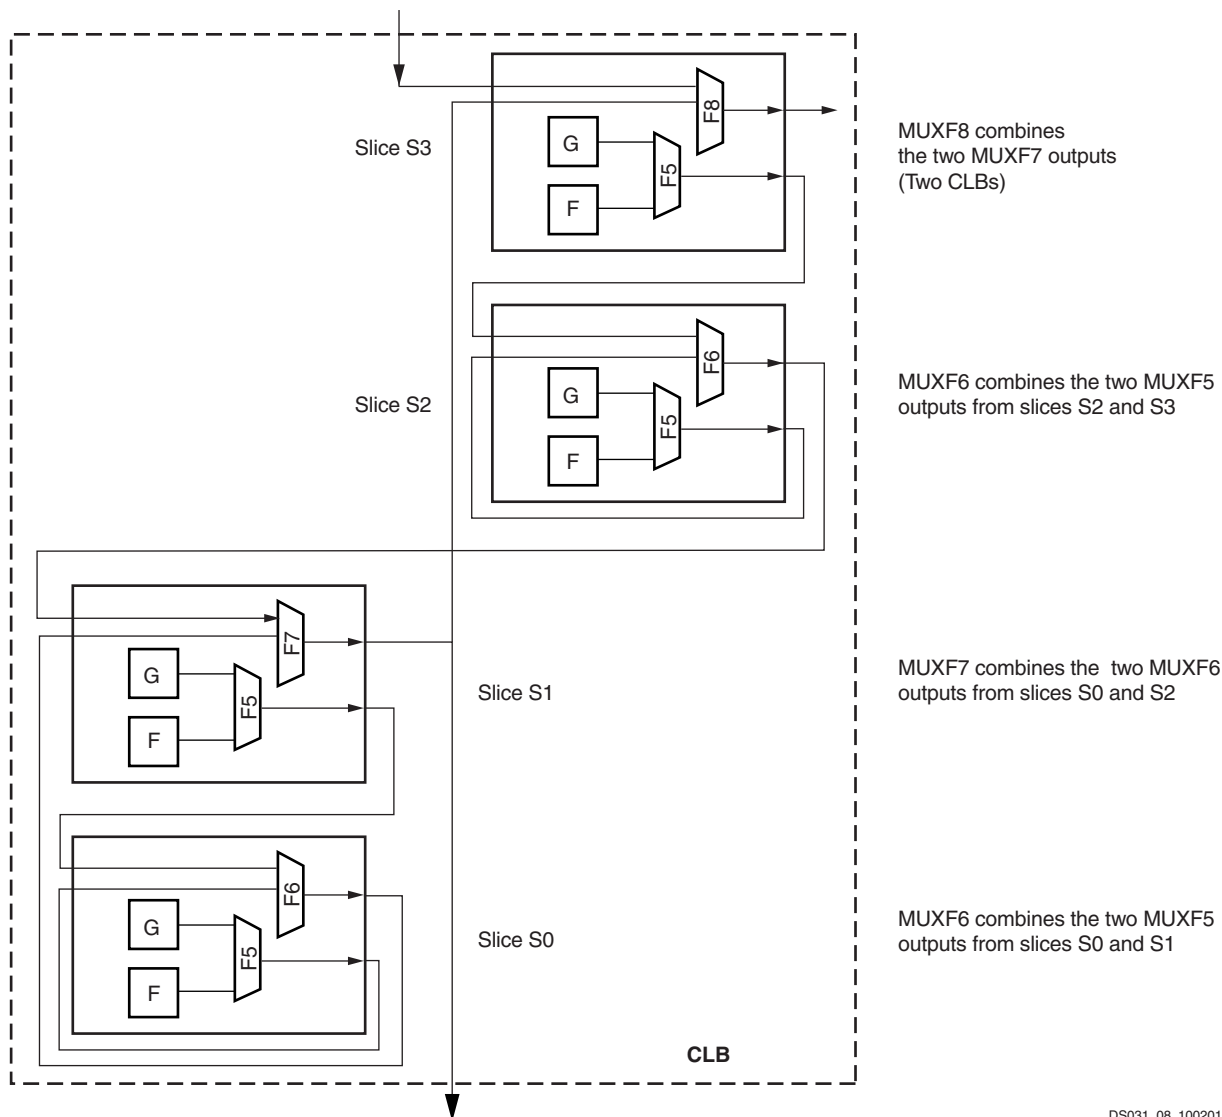 F8
Slice S3
G
F5
F
MUXF8 combines
the two MUXF7 outputs
(Two CLBs)
F6
Slice S2
G
F5
F
MUXF6 combines the two MUXF5
outputs from slices S2 and S3
F7
G
F5
F
Slice S1
MUXF7 combines the two MUXF6
outputs from slices S0 and S2
F6
G
F5
F
Slice S0
MUXF6 combines the two MUXF5
outputs from slices S0 and S1
CLB
DS031_08_100201